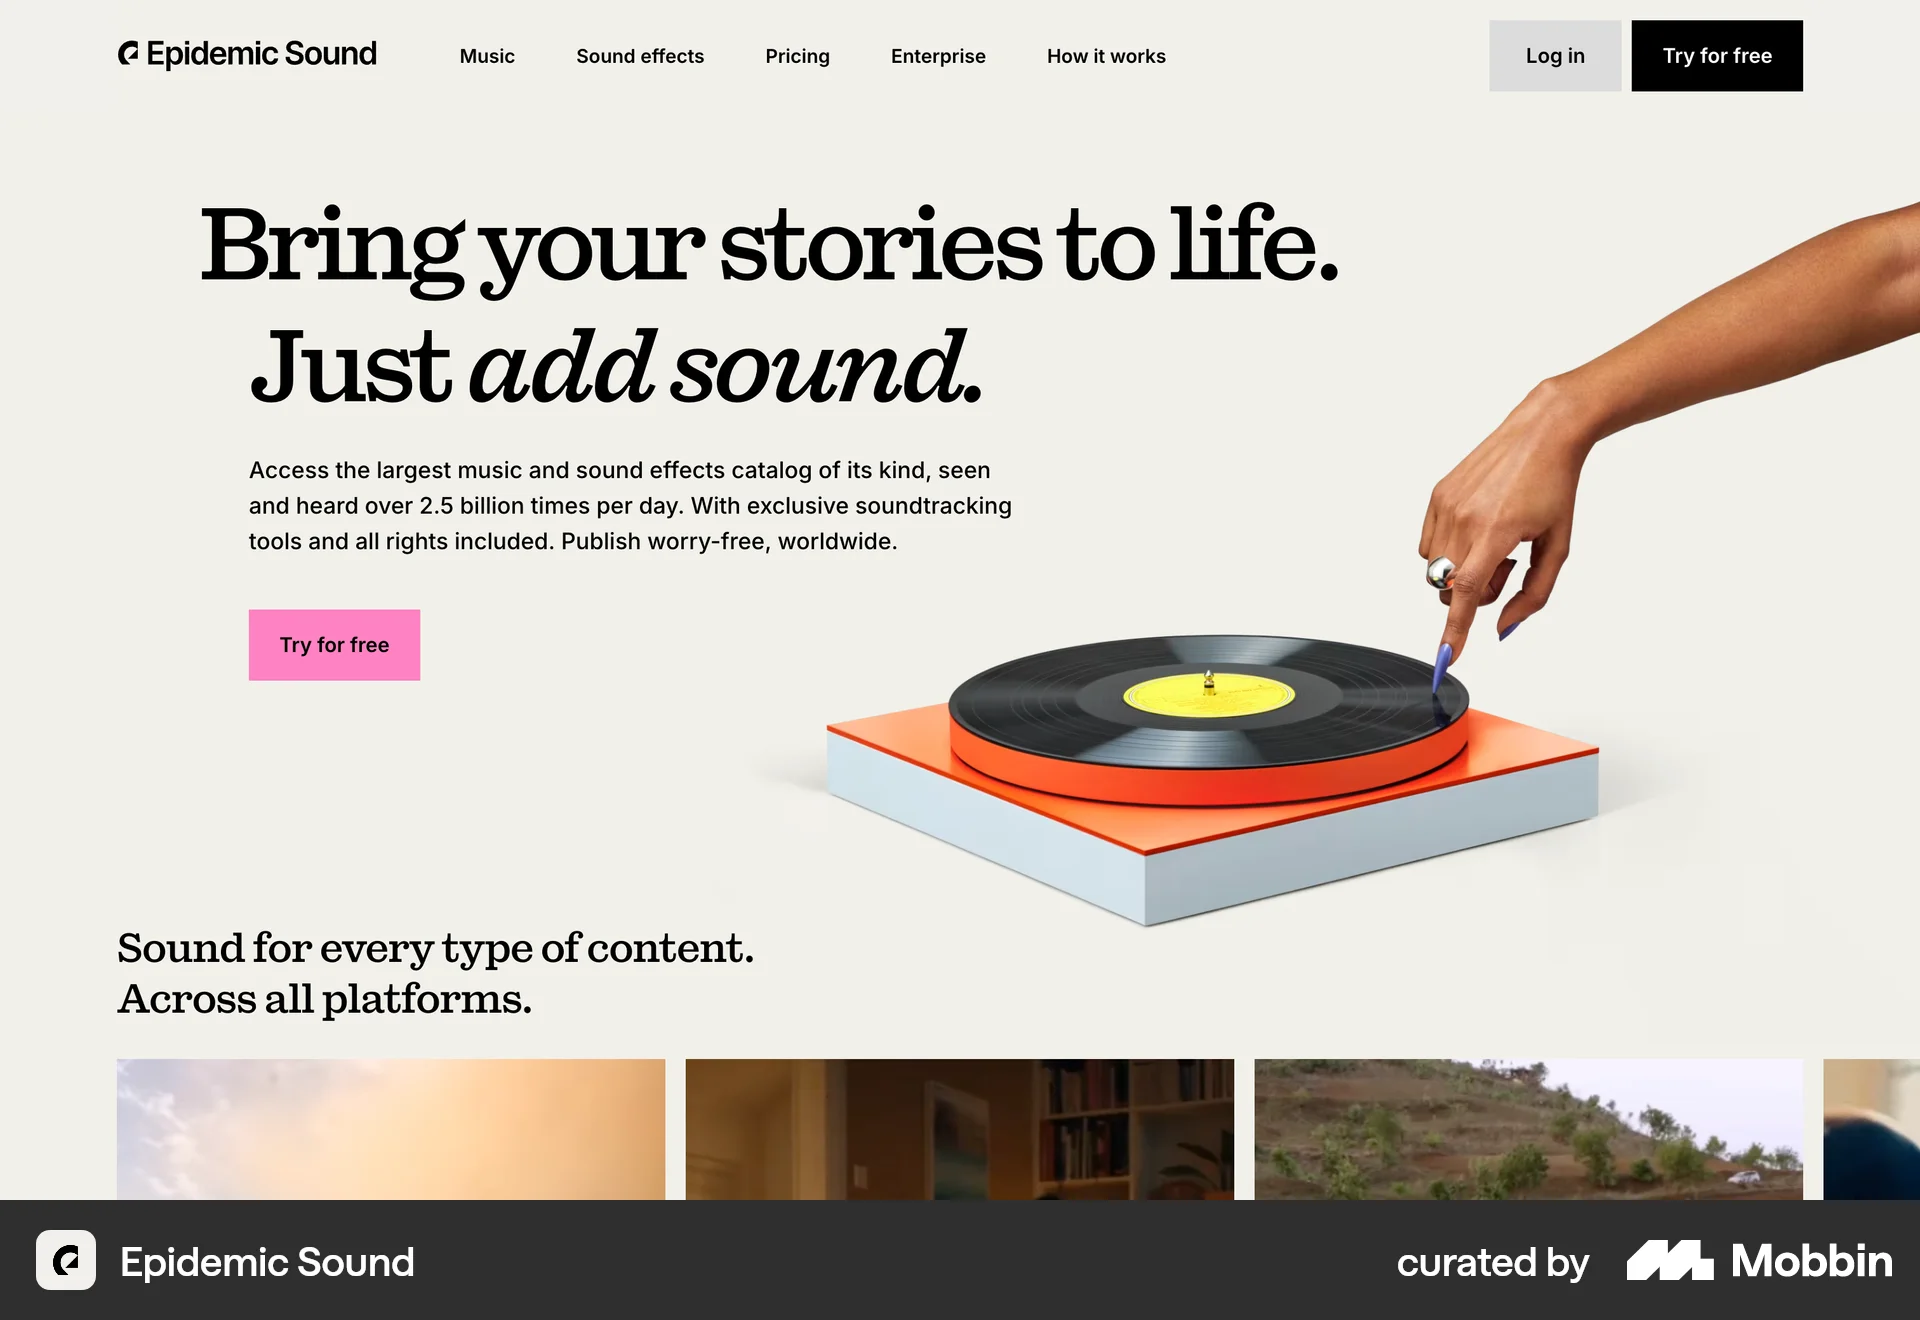 Epidemic Sound
Music
Sound effects
Pricing
Enterprise
How it works
Log in
Try for free
Bring your stories to life.
Just add sound.
Access the largest music and sound effects catalog of its kind, seen
and heard over 2.5 billion times per day. With exclusive soundtracking
tools and all rights included. Publish worry-free, worldwide.
Try for free
Sound for every type of content.
Across all platforms.
Epidemic Sound
curated by Mobbin